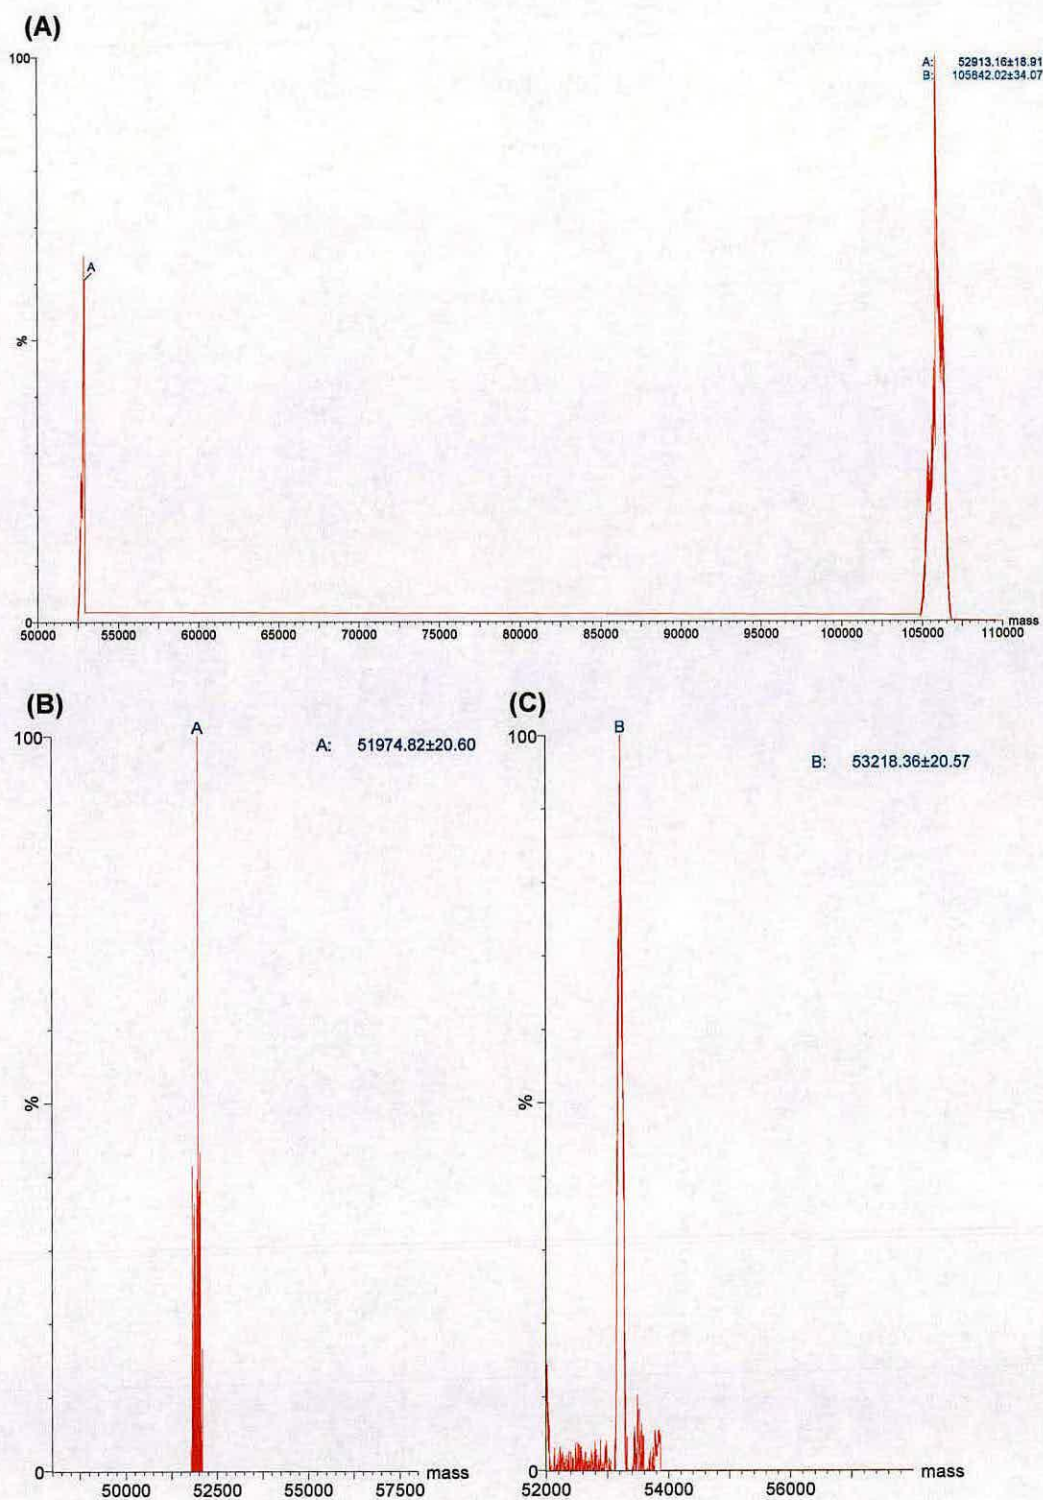 (A)
100
A: 52913.16±18.91
B: 105842.02±34.07
A
%
0
50000 55000 60000 65000 70000 75000 80000 85000 90000 95000 100000 105000 110000 mass
(B)
100
A
A: 51974.82±20.60
%
0
50000 52500 55000 57500 mass
(C)
100
B
B: 53218.36±20.57
%
0
52000 54000 56000 mass